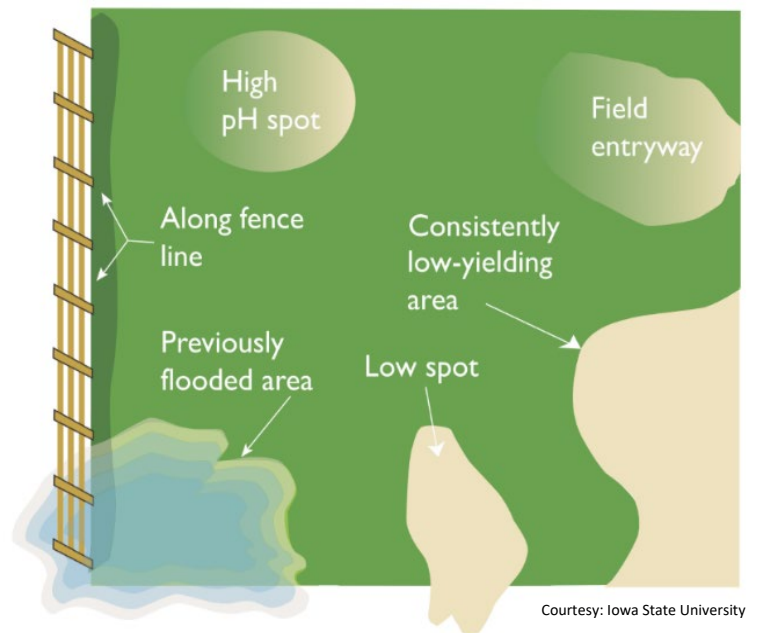 High
pH spot
Field
entryway
Along fence
line
Consistently
low-yielding
area
Previously
flooded area
Low spot
Courtesy: Iowa State University